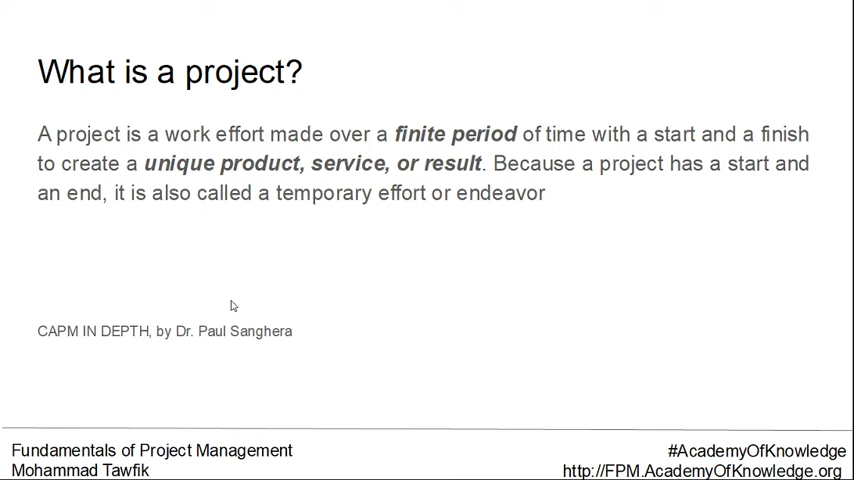 What is a project?
A project is a work effort made over a finite period of time with a start and a finish
to create a unique product, service, or result. Because a project has a start and
an end, it is also called a temporary effort or endeavor
CAPM IN DEPTH, by Dr. Paul Sanghera
Fundamentals of Project Management
#AcademyOfKnowledge
Mohammad Tawfik
http://FPM.AcademyOfKnowledge.org